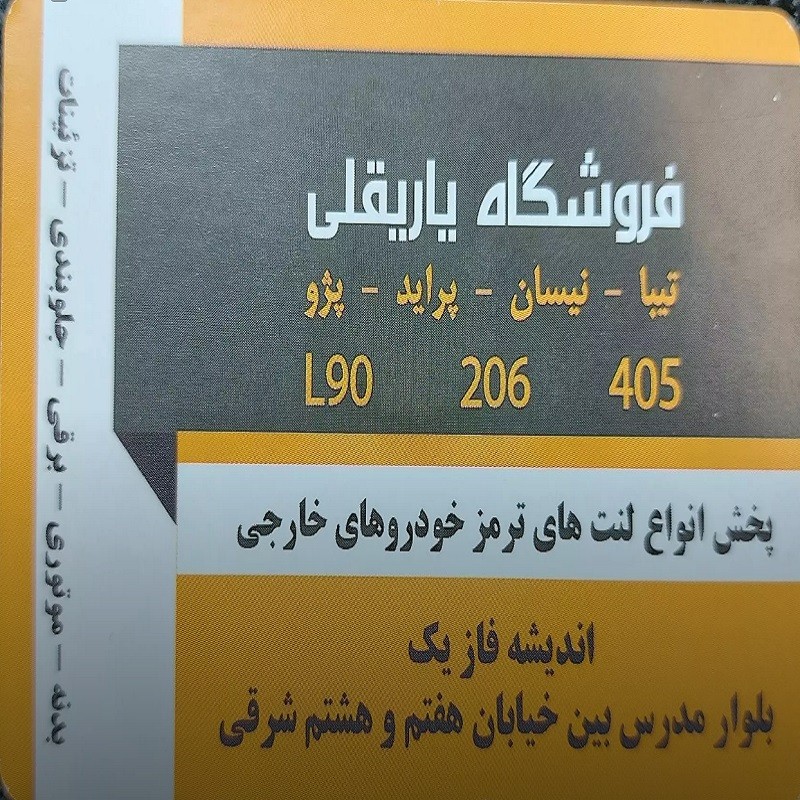 فروشگاه یاریقلی
تیبا - نیسان - پراید - پژو
405 206 L90
پخش انواع لنت های ترمز خودروهای خارجی
اندیشه فاز یک
بلوار مدرس بین خیابان هفتم و هشتم شرقی
بدنه - موتوری - برقی - جلوبندی - تزئینات